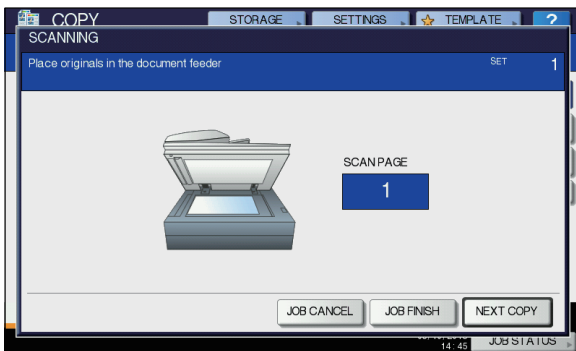 COPY STORAGE SETTINGS TEMPLATE ?
SCANNING
Place originals in the document feeder SET 1
SCAN PAGE
1
JOB CANCEL JOB FINISH NEXT COPY
14:45 JOB STATUS